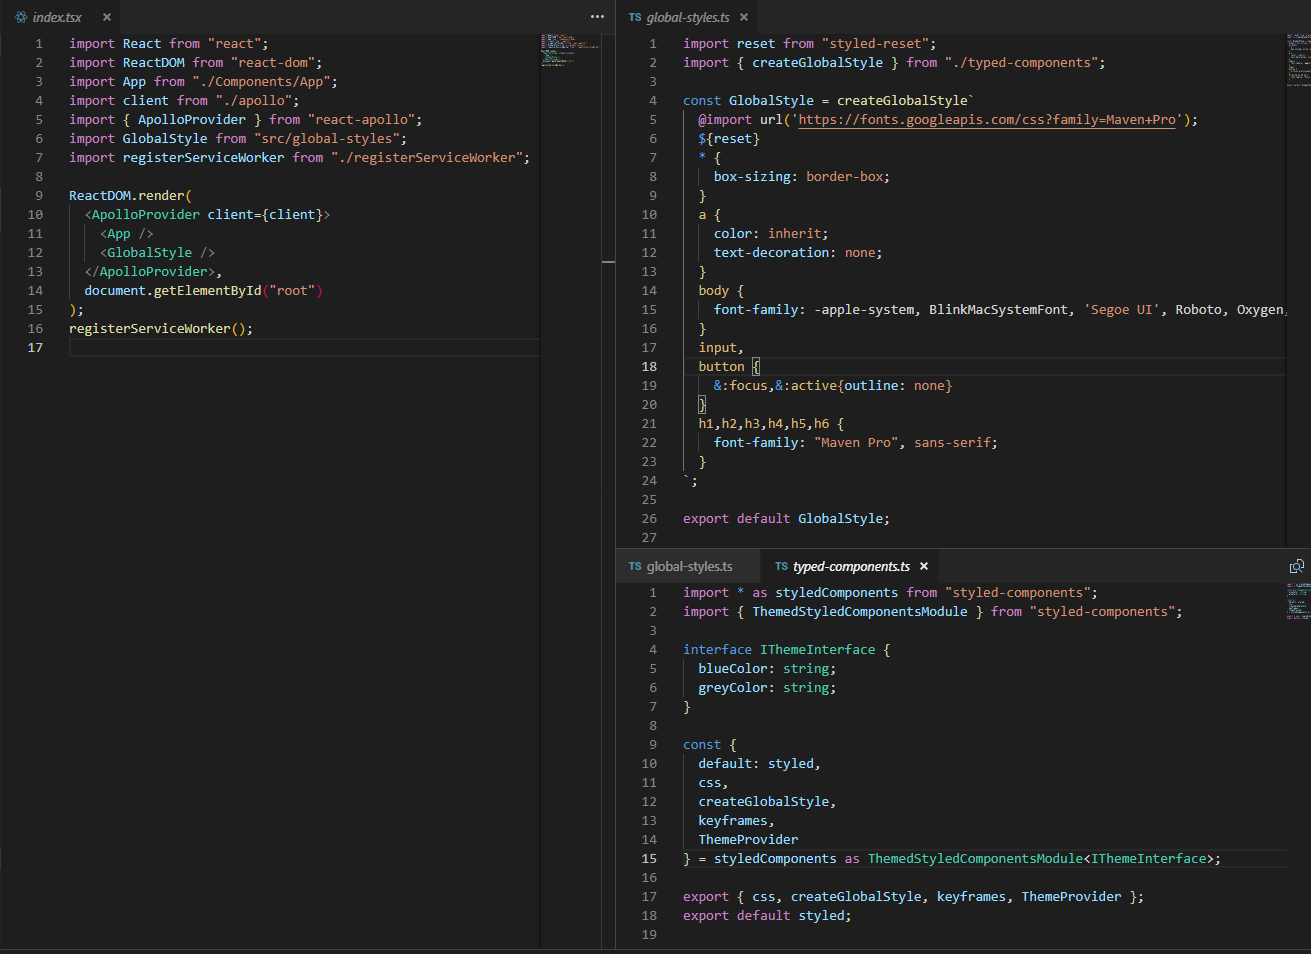 index.tsx ×
1 import React from "react";
2 import ReactDOM from "react-dom";
3 import App from "./Components/App";
4 import client from "./apollo";
5 import { ApolloProvider } from "react-apollo";
6 import GlobalStyle from "src/global-styles";
7 import registerServiceWorker from "./registerServiceWorker";
8
9 ReactDOM.render(
10   <ApolloProvider client={client}>
11     <App />
12     <GlobalStyle />
13   </ApolloProvider>,
14   document.getElementById("root")
15 );
16 registerServiceWorker();
17
TS global-styles.ts ×
1 import reset from "styled-reset";
2 import { createGlobalStyle } from "./typed-components";
3
4 const GlobalStyle = createGlobalStyle`
5   @import url('https://fonts.googleapis.com/css?family=Maven+Pro');
6   ${reset}
7   * {
8     box-sizing: border-box;
9   }
10   a {
11     color: inherit;
12     text-decoration: none;
13   }
14   body {
15     font-family: -apple-system, BlinkMacSystemFont, 'Segoe UI', Roboto, Oxygen,
16   }
17   input,
18   button {
19     &:focus,&:active{outline: none}
20   }
21   h1,h2,h3,h4,h5,h6 {
22     font-family: "Maven Pro", sans-serif;
23   }
24 `;
25
26 export default GlobalStyle;
27
TS global-styles.ts TS typed-components.ts ×
1 import * as styledComponents from "styled-components";
2 import { ThemedStyledComponentsModule } from "styled-components";
3
4 interface IThemeInterface {
5   blueColor: string;
6   greyColor: string;
7 }
8
9 const {
10   default: styled,
11   css,
12   createGlobalStyle,
13   keyframes,
14   ThemeProvider
15 } = styledComponents as ThemedStyledComponentsModule<IThemeInterface>;
16
17 export { css, createGlobalStyle, keyframes, ThemeProvider };
18 export default styled;
19